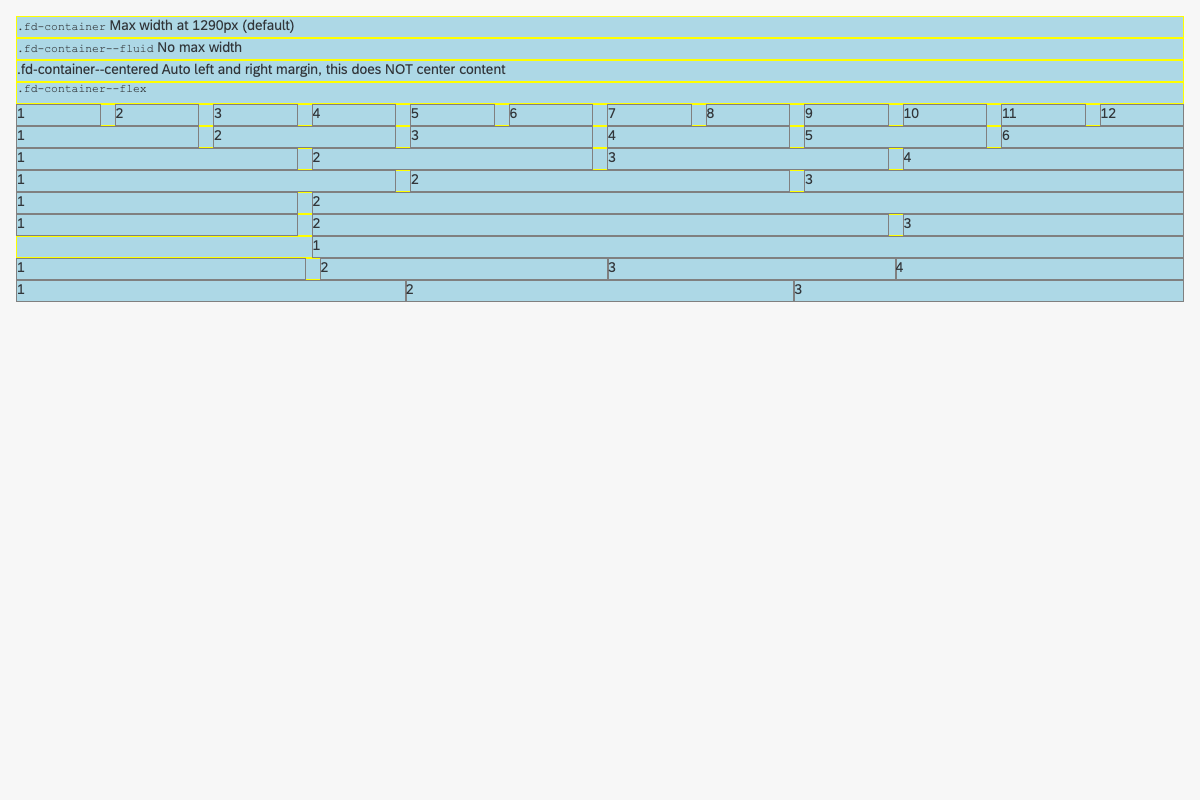 .fd-container Max width at 1290px (default)
.fd-container--fluid No max width
.fd-container--centered Auto left and right margin, this does NOT center content
.fd-container--flex
1 2 3 4 5 6 7 8 9 10 11 12
1 2 3 4 5 6
1 2 3 4
1 2 3
1 2
1 2 3
1
1 2 3 4
1 2 3